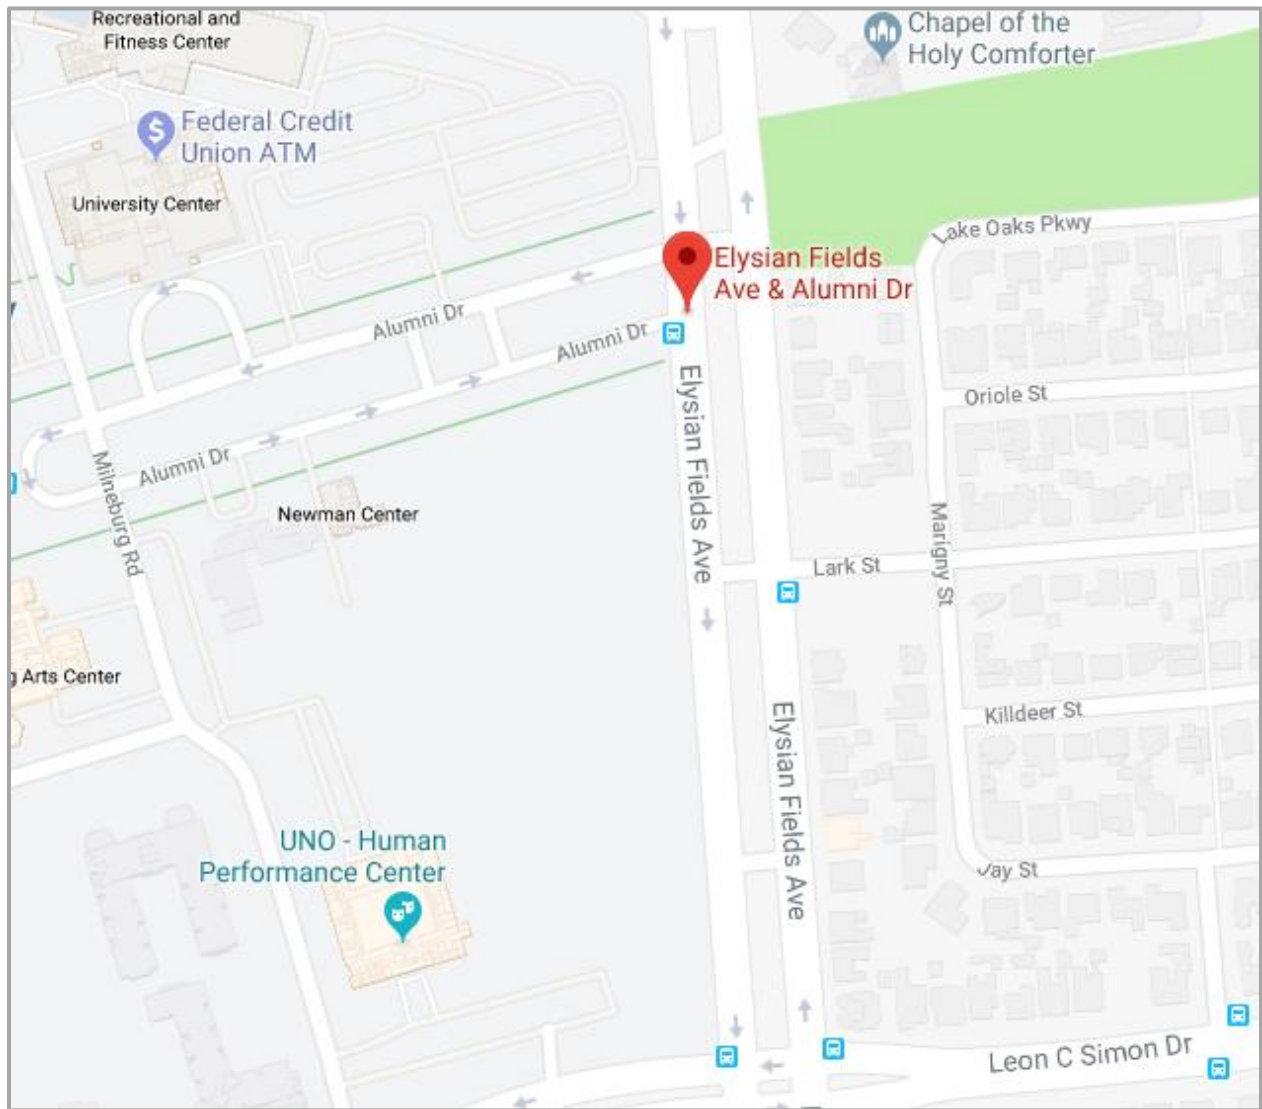 Recreational and
Fitness Center
Chapel of the
Holy Comforter
Federal Credit
Union ATM
University Center
Lake Oaks Pkwy
Elysian Fields
Ave & Alumni Dr
Alumni Dr
Alumni Dr
Oriole St
Elysian Fields Ave
Alumni Dr
Milneburg Rd
Newman Center
Marigny St
Lark St
Arts Center
Killdeer St
Elysian Fields Ave
UNO - Human
Performance Center
Jay St
Leon C Simon Dr